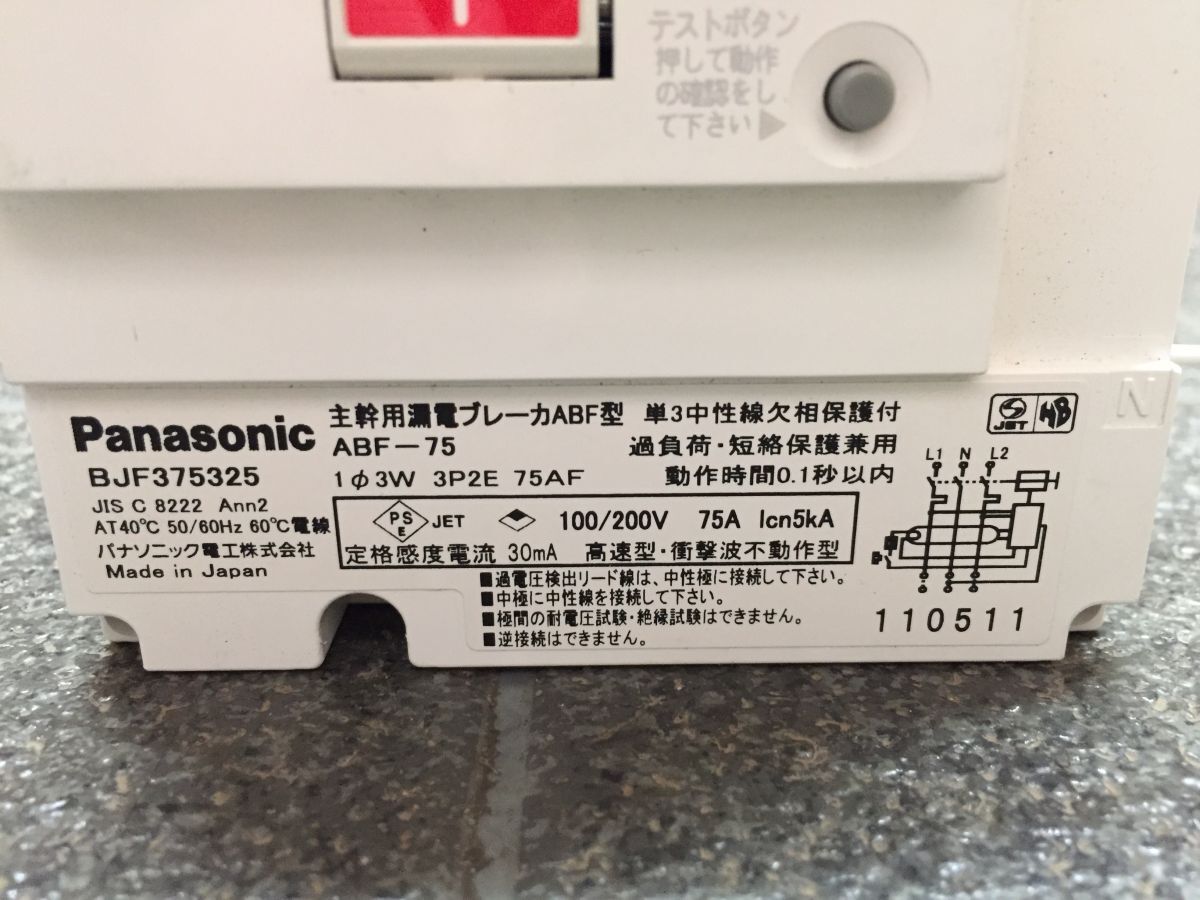 テストボタン
押して動作
の確認をし
て下さい▶
Panasonic
BJF375325
JIS C 8222 Ann2
AT40℃ 50/60Hz 60℃電線
パナソニック電工株式会社
Made in Japan
主幹用漏電ブレーカABF型 単3中性線欠相保護付
ABF-75 過負荷・短絡保護兼用
1φ3W 3P2E 75AF 動作時間0.1秒以内
PSE JET 100/200V 75A Icn5kA
定格感度電流 30mA 高速型・衝撃波不動作型
■過電圧検出リード線は、中性極に接続して下さい。
■中極に中性線を接続して下さい。
■極間の耐電圧試験・絶縁試験はできません。
■逆接続はできません。
JET
L1 N L2
110511
N